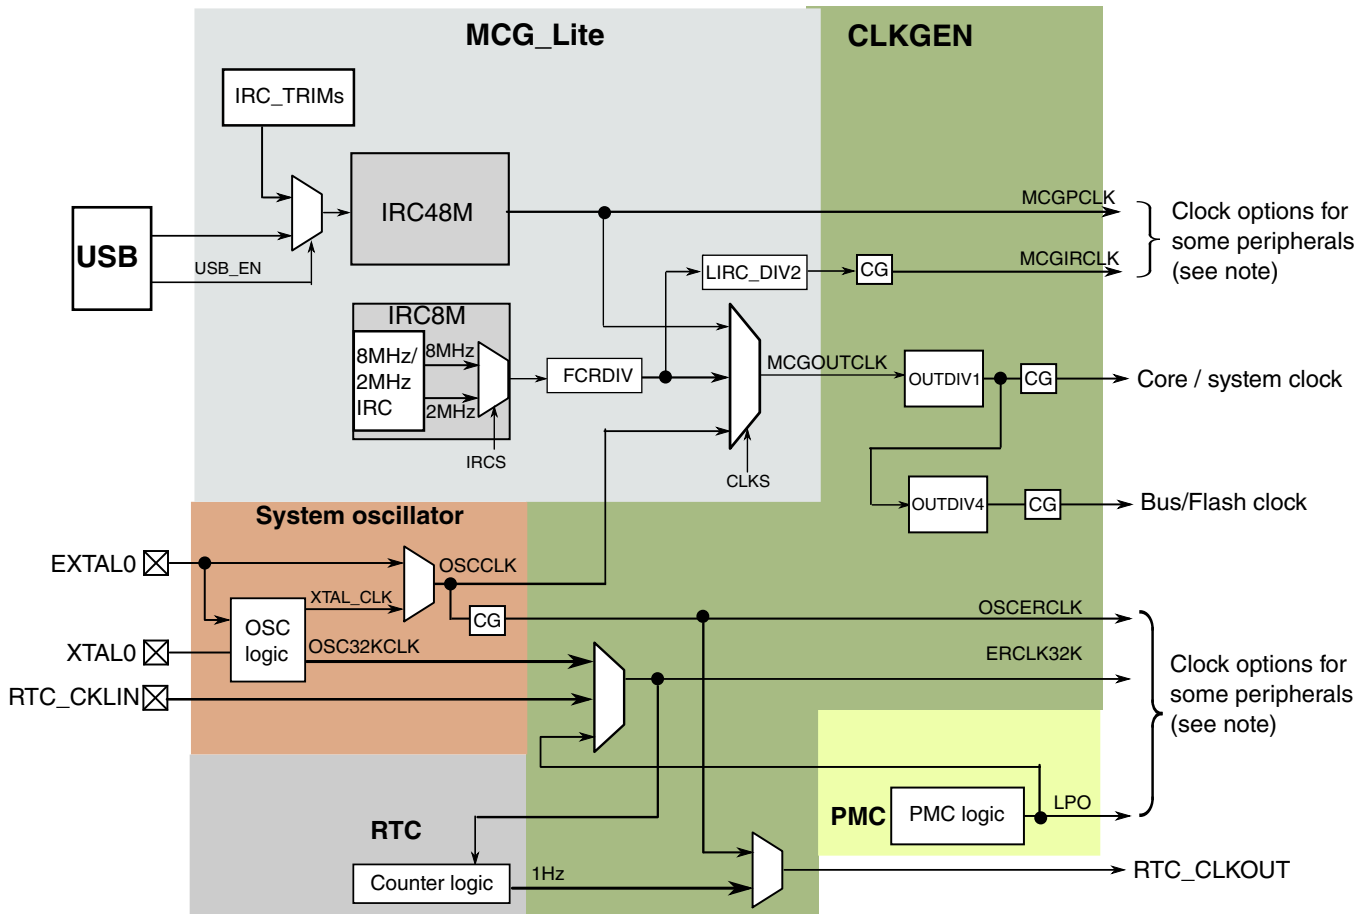 MCG_Lite
CLKGEN
IRC_TRIMs
IRC48M
MCGPCLK
Clock options for
some peripherals
(see note)
USB
USB_EN
LIRC_DIV2
CG
MCGIRCLK
IRC8M
8MHz/
2MHz
IRC
8MHz
2MHz
IRCS
FCRDIV
MCGOUTCLK
CLKS
OUTDIV1
CG
Core / system clock
OUTDIV4
CG
Bus/Flash clock
System oscillator
EXTAL0
OSCCLK
XTAL_CLK
OSC
logic
CG
OSCERCLK
XTAL0
OSC32KCLK
ERCLK32K
RTC_CKLIN
Clock options for
some peripherals
(see note)
PMC
PMC logic
LPO
RTC
Counter logic
1Hz
RTC_CLKOUT